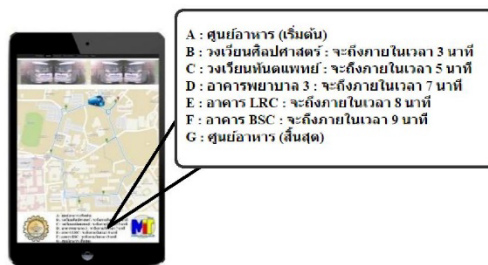 A : ศูนย์อาหาร (เริ่มต้น)
B : วงเวียนศิลปศาสตร์ : จะถึงภายในเวลา 3 นาที
C : วงเวียนทันตแพทย์ : จะถึงภายในเวลา 5 นาที
D : อาคารพยาบาล 3 : จะถึงภายในเวลา 7 นาที
E : อาคาร LRC : จะถึงภายในเวลา 8 นาที
F : อาคาร BSC : จะถึงภายในเวลา 9 นาที
G : ศูนย์อาหาร (สิ้นสุด)
MT